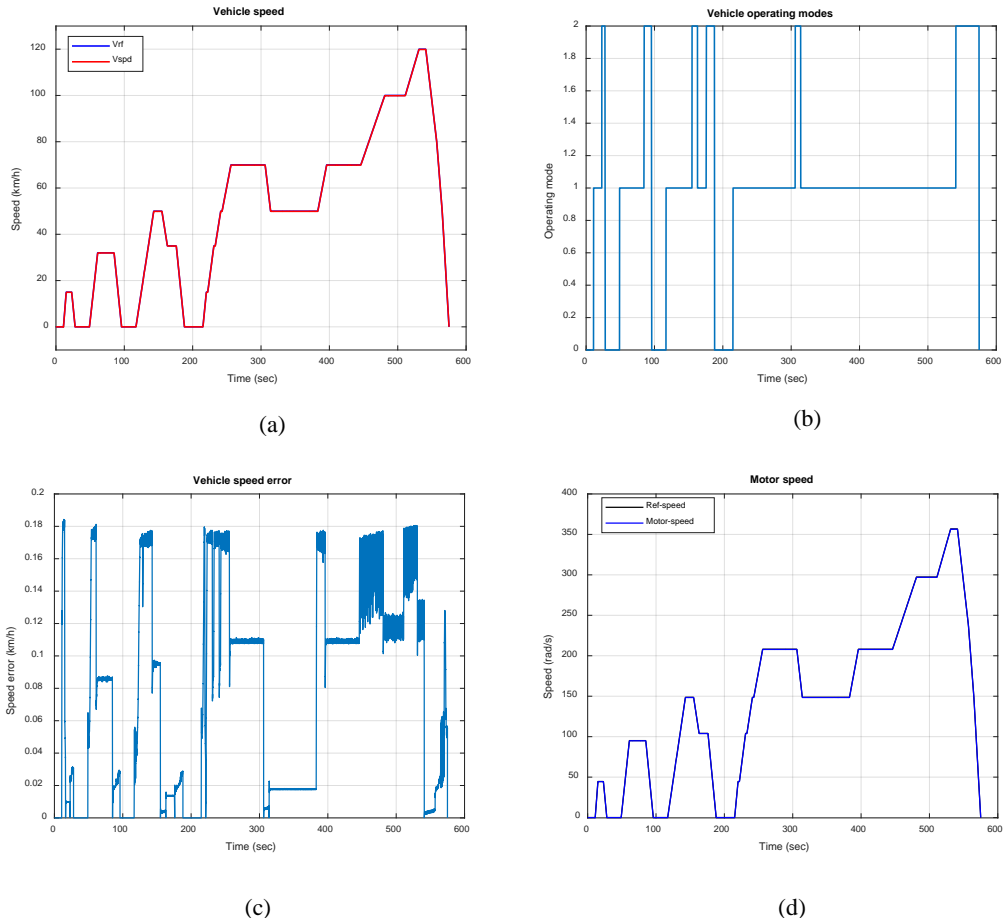 Vehicle speed
Vrf
Vspd
120
100
80
60
40
20
0
Speed (km/h)
0 100 200 300 400 500 600
Time (sec)
(a)
Vehicle operating modes
2
1.8
1.6
1.4
1.2
1
0.8
0.6
0.4
0.2
0
Operating mode
0 100 200 300 400 500 600
Time (sec)
(b)
Vehicle speed error
0.2
0.18
0.16
0.14
0.12
0.1
0.08
0.06
0.04
0.02
0
Speed error (km/h)
0 100 200 300 400 500 600
Time (sec)
(c)
Motor speed
Ref-speed
Motor-speed
400
350
300
250
200
150
100
50
0
Speed (rad/s)
0 100 200 300 400 500 600
Time (sec)
(d)